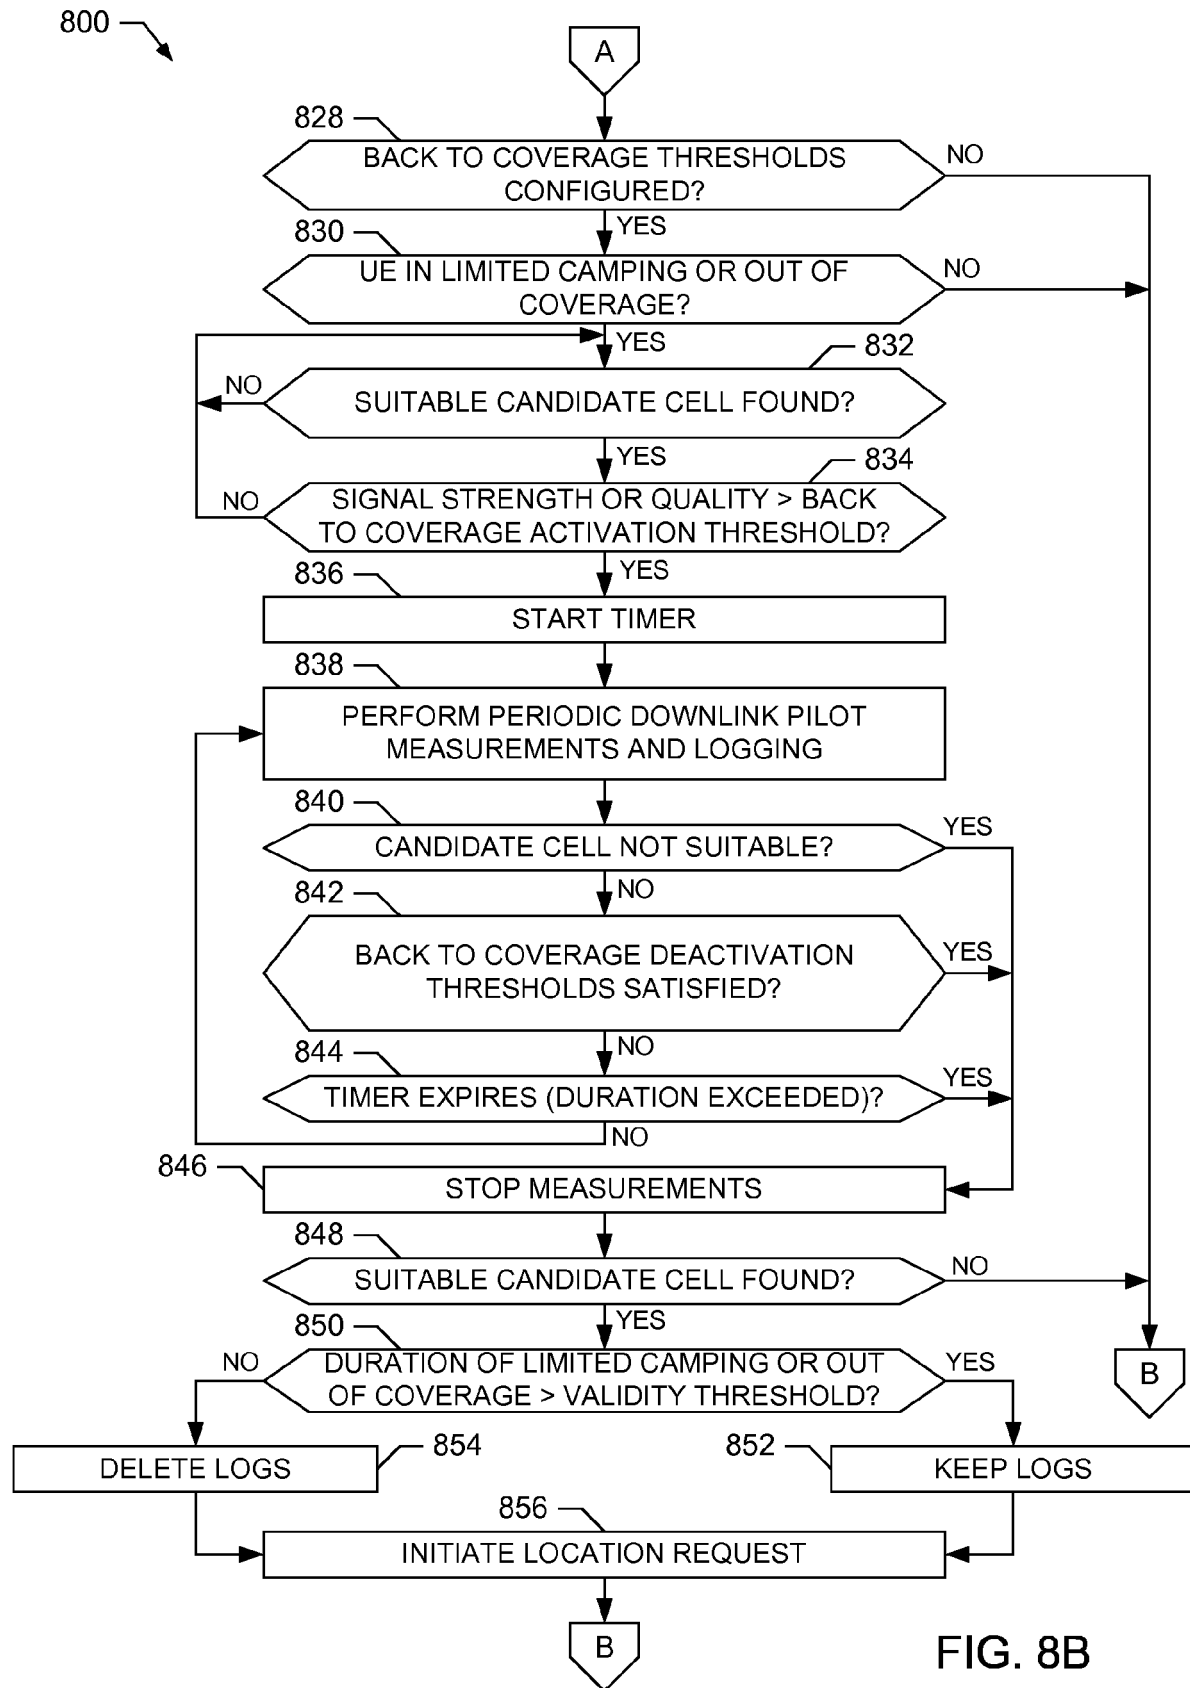 800
A
828
BACK TO COVERAGE THRESHOLDS
CONFIGURED?
NO
YES
830
UE IN LIMITED CAMPING OR OUT OF
COVERAGE?
NO
YES
832
NO
SUITABLE CANDIDATE CELL FOUND?
YES
834
NO
SIGNAL STRENGTH OR QUALITY > BACK
TO COVERAGE ACTIVATION THRESHOLD?
YES
836
START TIMER
838
PERFORM PERIODIC DOWNLINK PILOT
MEASUREMENTS AND LOGGING
840
CANDIDATE CELL NOT SUITABLE?
YES
NO
842
BACK TO COVERAGE DEACTIVATION
THRESHOLDS SATISFIED?
YES
NO
844
TIMER EXPIRES (DURATION EXCEEDED)?
YES
NO
846
STOP MEASUREMENTS
848
SUITABLE CANDIDATE CELL FOUND?
NO
YES
850
NO
DURATION OF LIMITED CAMPING OR OUT
OF COVERAGE > VALIDITY THRESHOLD?
YES
B
DELETE LOGS
854
852
KEEP LOGS
856
INITIATE LOCATION REQUEST
B
FIG. 8B